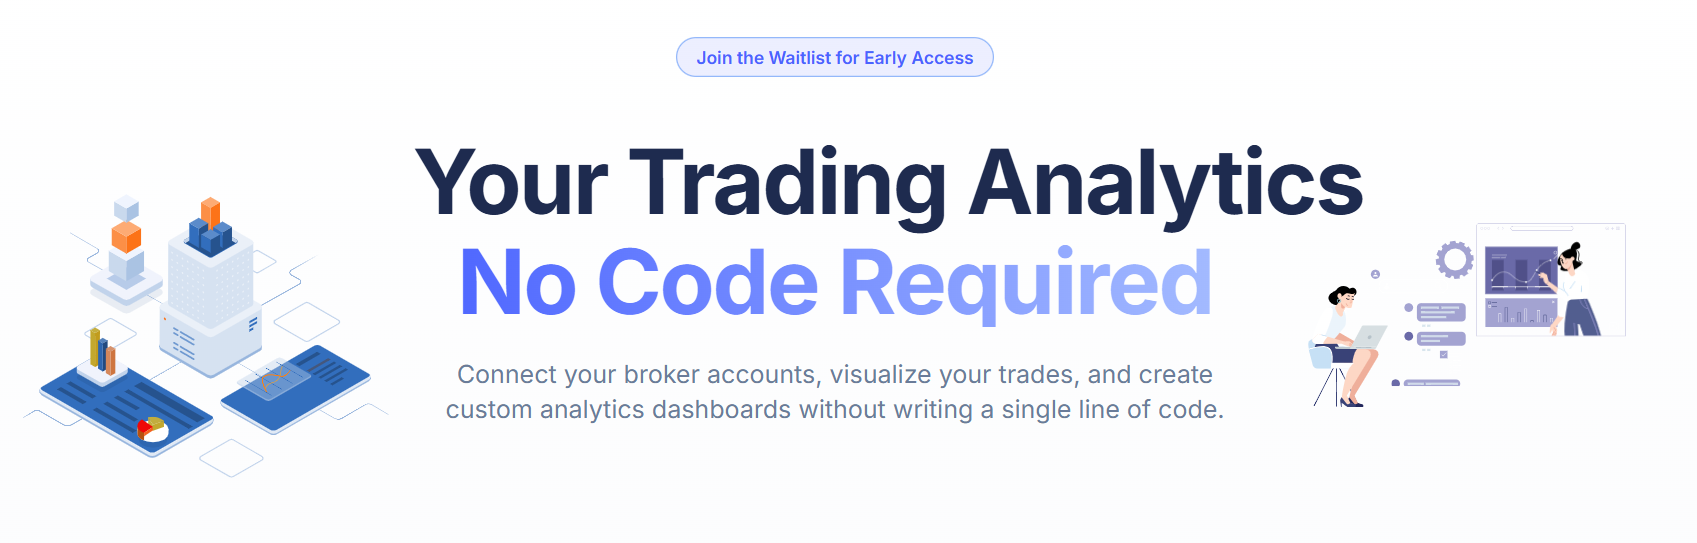 Join the Waitlist for Early Access
Your Trading Analytics
No Code Required
Connect your broker accounts, visualize your trades, and create
custom analytics dashboards without writing a single line of code.